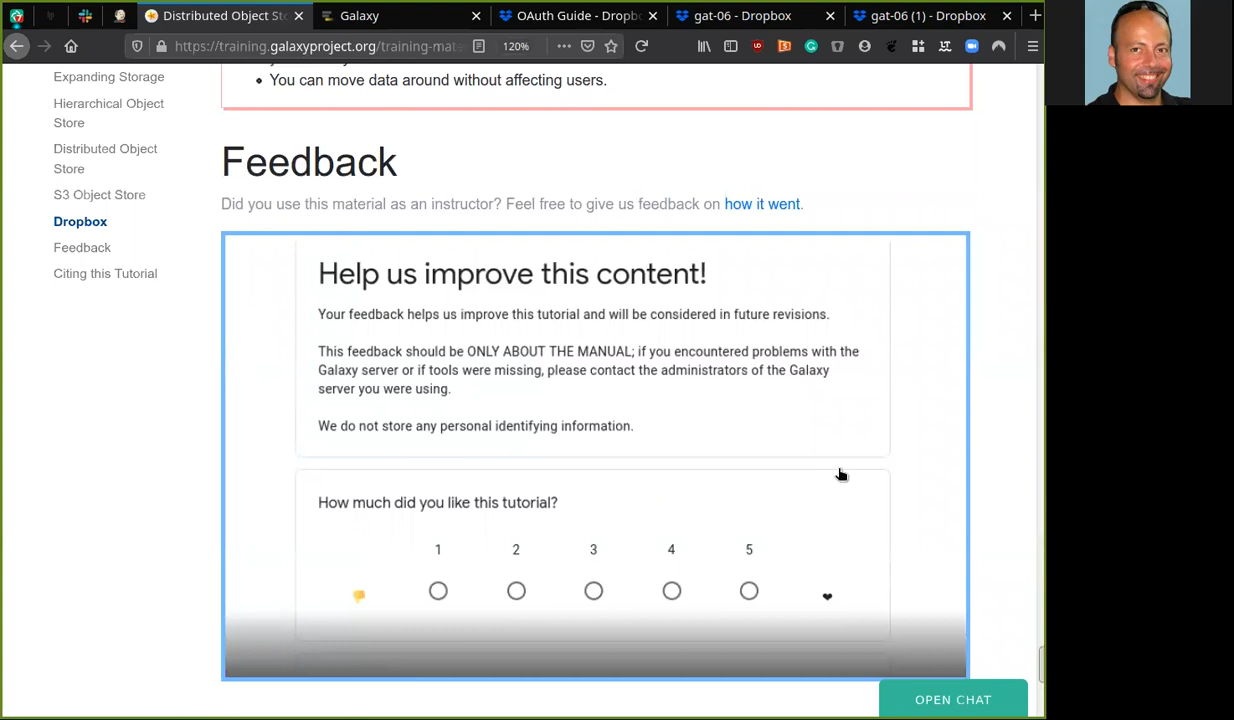 Distributed Object Sto
Galaxy
OAuth Guide - Dropb
gat-06 - Dropbox
gat-06 (1) - Dropbox
https://training.galaxyproject.org/training-mat
120%
Expanding Storage
Hierarchical Object
Store
Distributed Object
Store
S3 Object Store
Dropbox
Feedback
Citing this Tutorial
You can move data around without affecting users.
Feedback
Did you use this material as an instructor? Feel free to give us feedback on how it went.
Help us improve this content!
Your feedback helps us improve this tutorial and will be considered in future revisions.
This feedback should be ONLY ABOUT THE MANUAL; if you encountered problems with the
Galaxy server or if tools were missing, please contact the administrators of the Galaxy
server you were using.
We do not store any personal identifying information.
How much did you like this tutorial?
1 2 3 4 5
OPEN CHAT